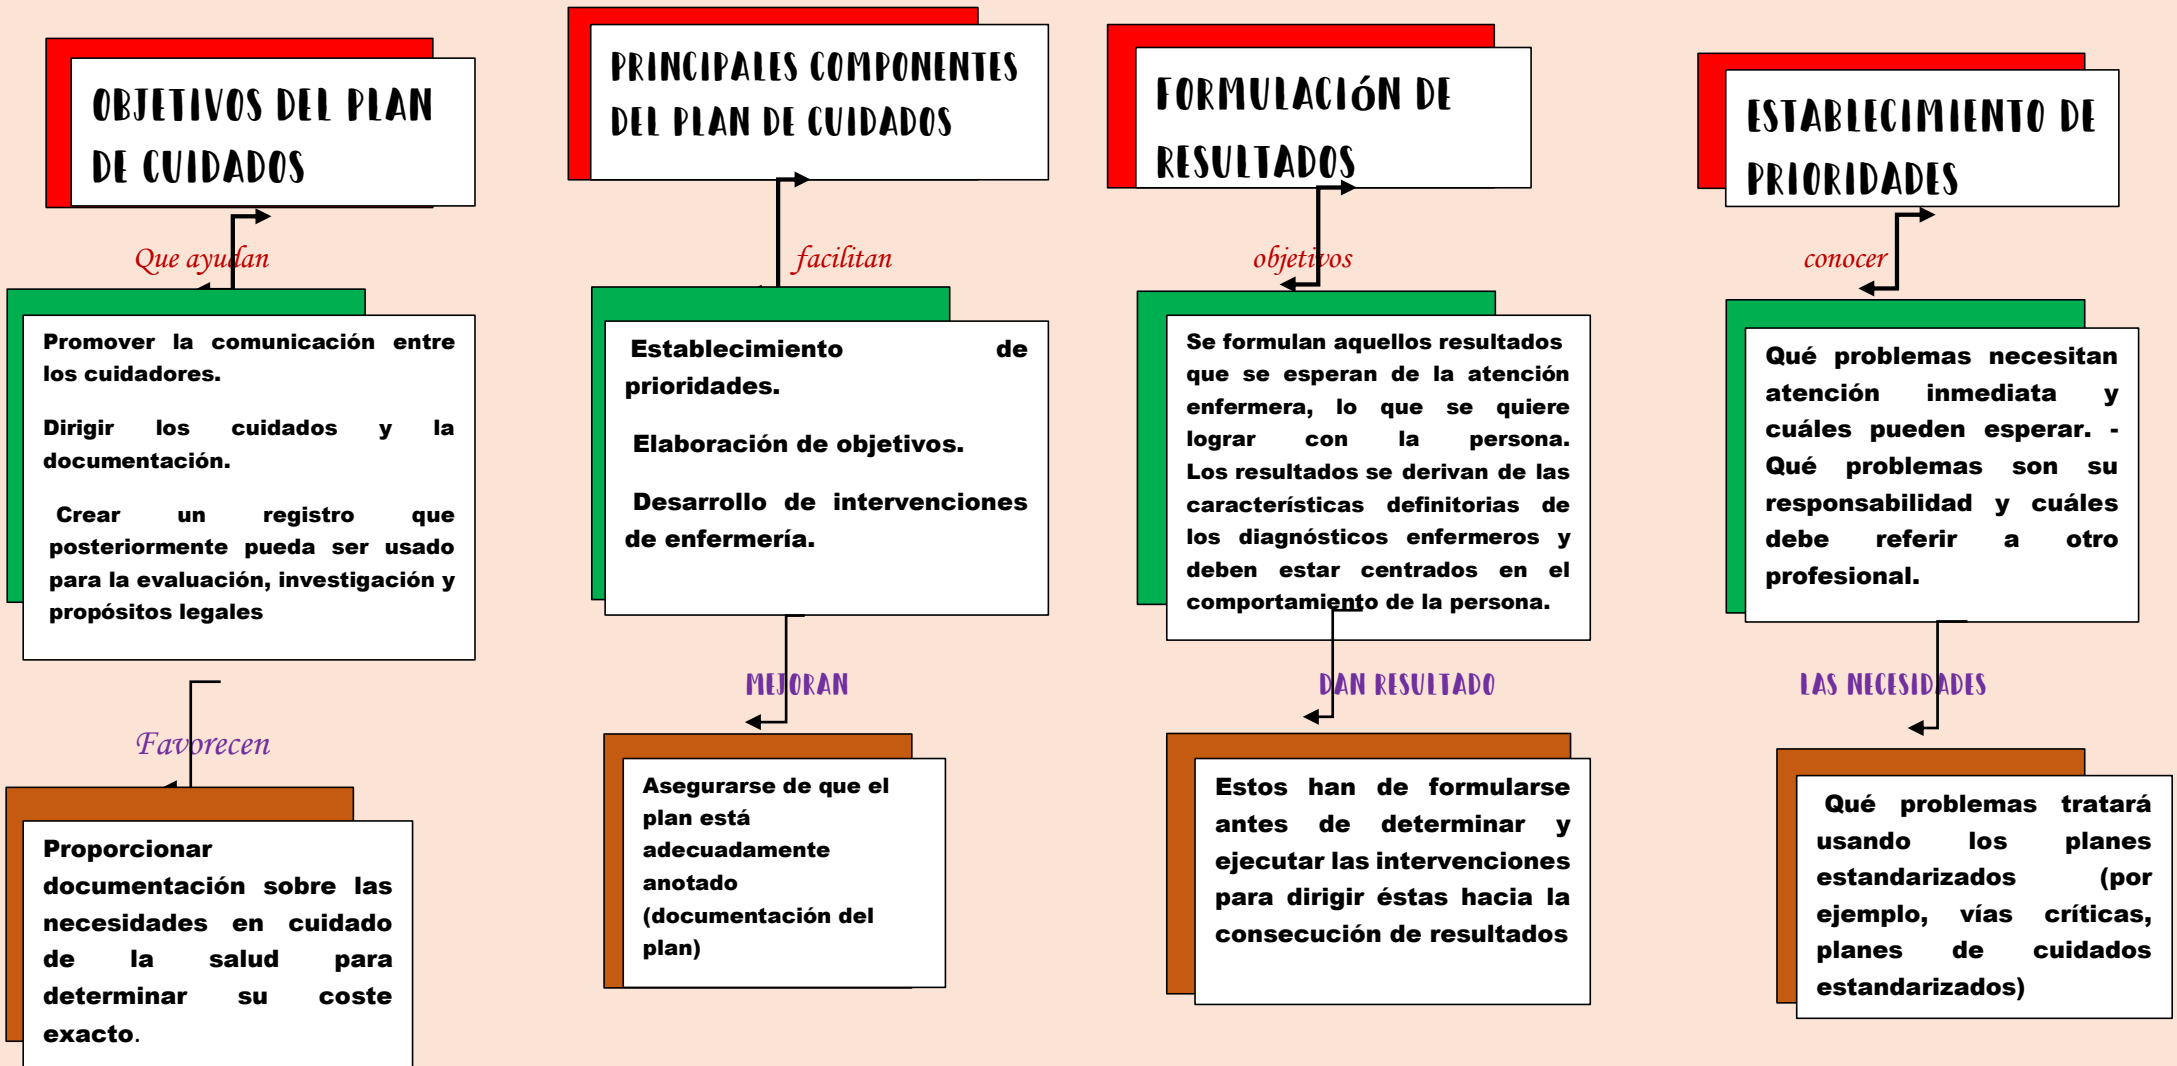 OBJETIVOS DEL PLAN
DE CUIDADOS
Que ayudan
Promover la comunicación entre
los cuidadores.
Dirigir los cuidados y la
documentación.
Crear un registro que
posteriormente pueda ser usado
para la evaluación, investigación y
propósitos legales
Favorecen
Proporcionar
documentación sobre las
necesidades en cuidado
de la salud para
determinar su coste
exacto.
PRINCIPALES COMPONENTES
DEL PLAN DE CUIDADOS
facilitan
Establecimiento de
prioridades.
Elaboración de objetivos.
Desarrollo de intervenciones
de enfermería.
MEJORAN
Asegurarse de que el
plan está
adecuadamente
anotado
(documentación del
plan)
FORMULACIÓN DE
RESULTADOS
objetivos
Se formulan aquellos resultados
que se esperan de la atención
enfermera, lo que se quiere
lograr con la persona.
Los resultados se derivan de las
características definitorias de
los diagnósticos enfermeros y
deben estar centrados en el
comportamiento de la persona.
DAN RESULTADO
Estos han de formularse
antes de determinar y
ejecutar las intervenciones
para dirigir éstas hacia la
consecución de resultados
ESTABLECIMIENTO DE
PRIORIDADES
conocer
Qué problemas necesitan
atención inmediata y
cuáles pueden esperar. -
Qué problemas son su
responsabilidad y cuáles
debe referir a otro
profesional.
LAS NECESIDADES
Qué problemas tratará
usando los planes
estandarizados (por
ejemplo, vías críticas,
planes de cuidados
estandarizados)